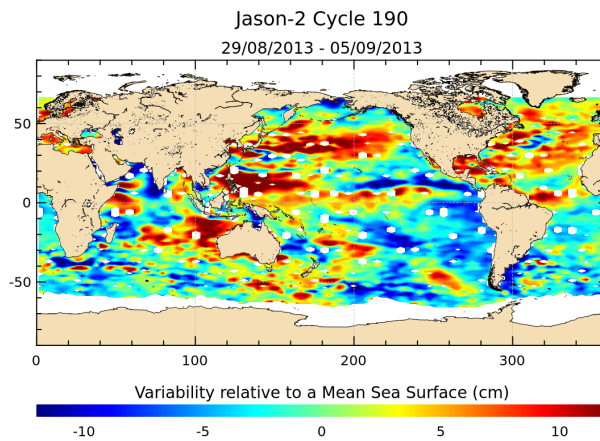 Jason-2 Cycle 190
29/08/2013 - 05/09/2013
50
0
-50
0 100 200 300
Variability relative to a Mean Sea Surface (cm)
-10 -5 0 5 10